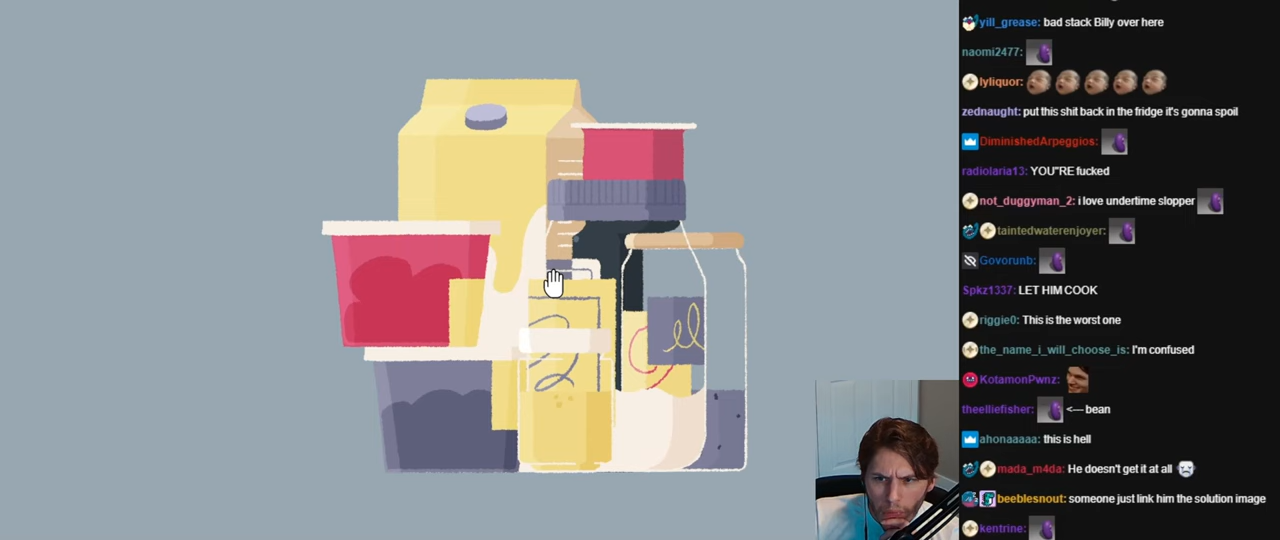 yill_grease: bad stack Billy over here
naomi2477:
lyliquor:
zednaught: put this shit back in the fridge it's gonna spoil
DiminishedArpeggios:
radiolaria13: YOU"RE fucked
not_duggyman_2: i love undertime slopper
taintedwaterenjoyer:
Govorunb:
Spkz1337: LET HIM COOK
riggie0: This is the worst one
the_name_i_will_choose_is: I'm confused
KotamonPwnz:
theelliefisher: <--- bean
ahonaaaaa: this is hell
mada_m4da: He doesn't get it at all
beeblesnout: someone just link him the solution image
kentrine: